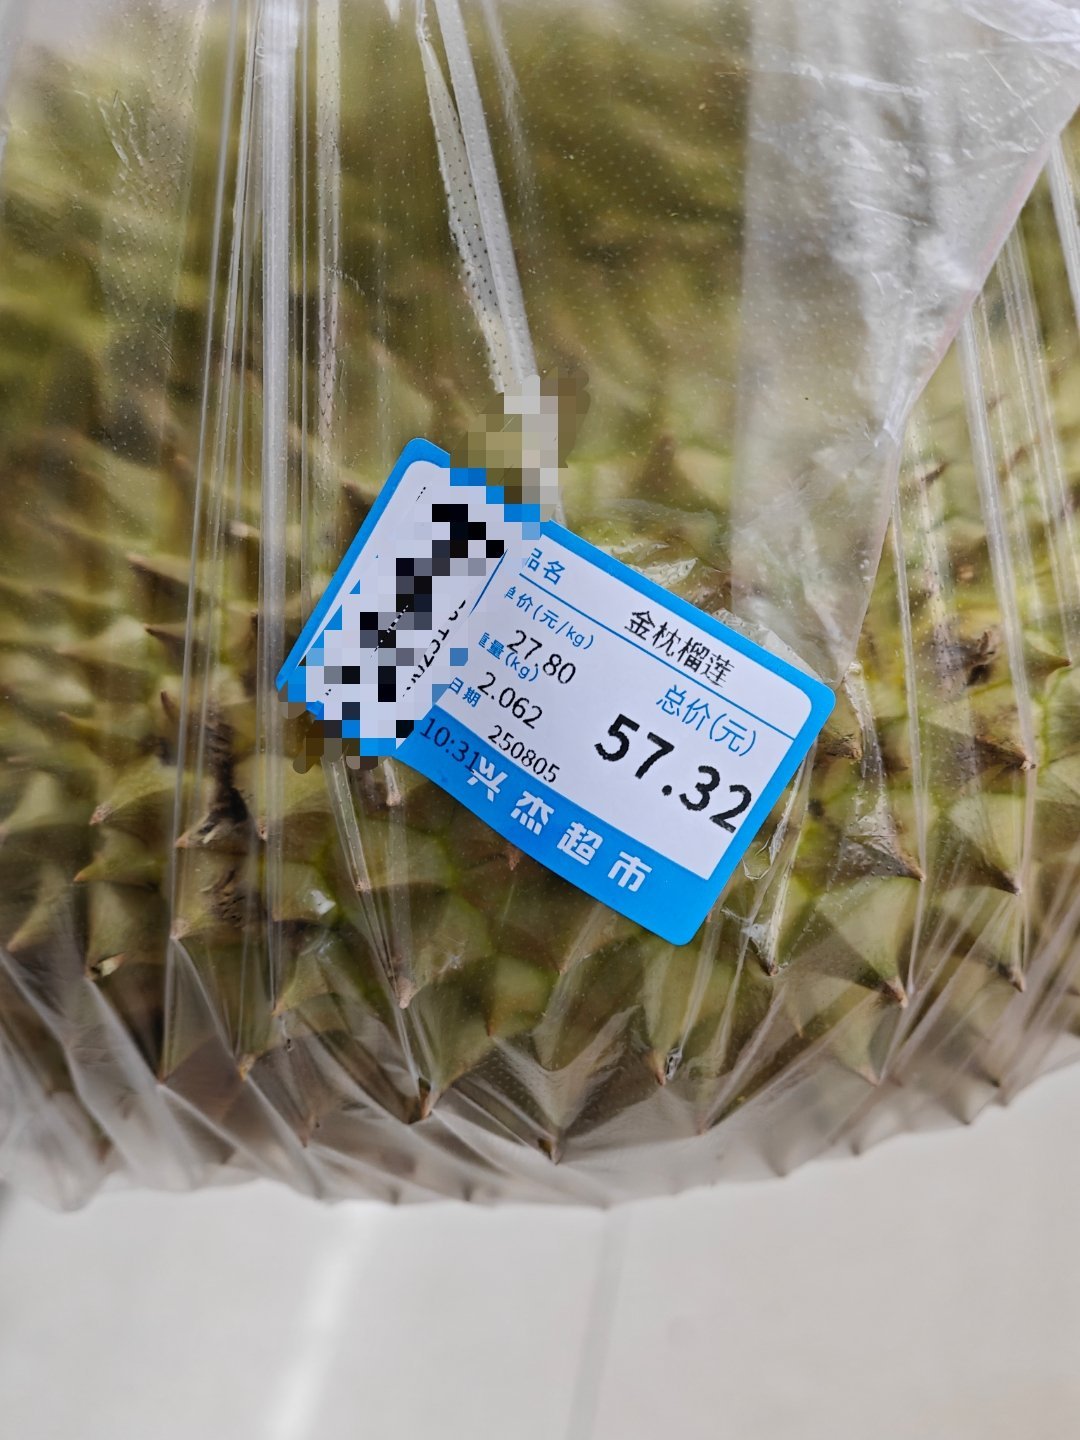 品名
金枕榴莲
价(元/kg)
27.80
量(kg)
总价(元)
2.062
57.32
日期
250805
10:31
兴杰超市